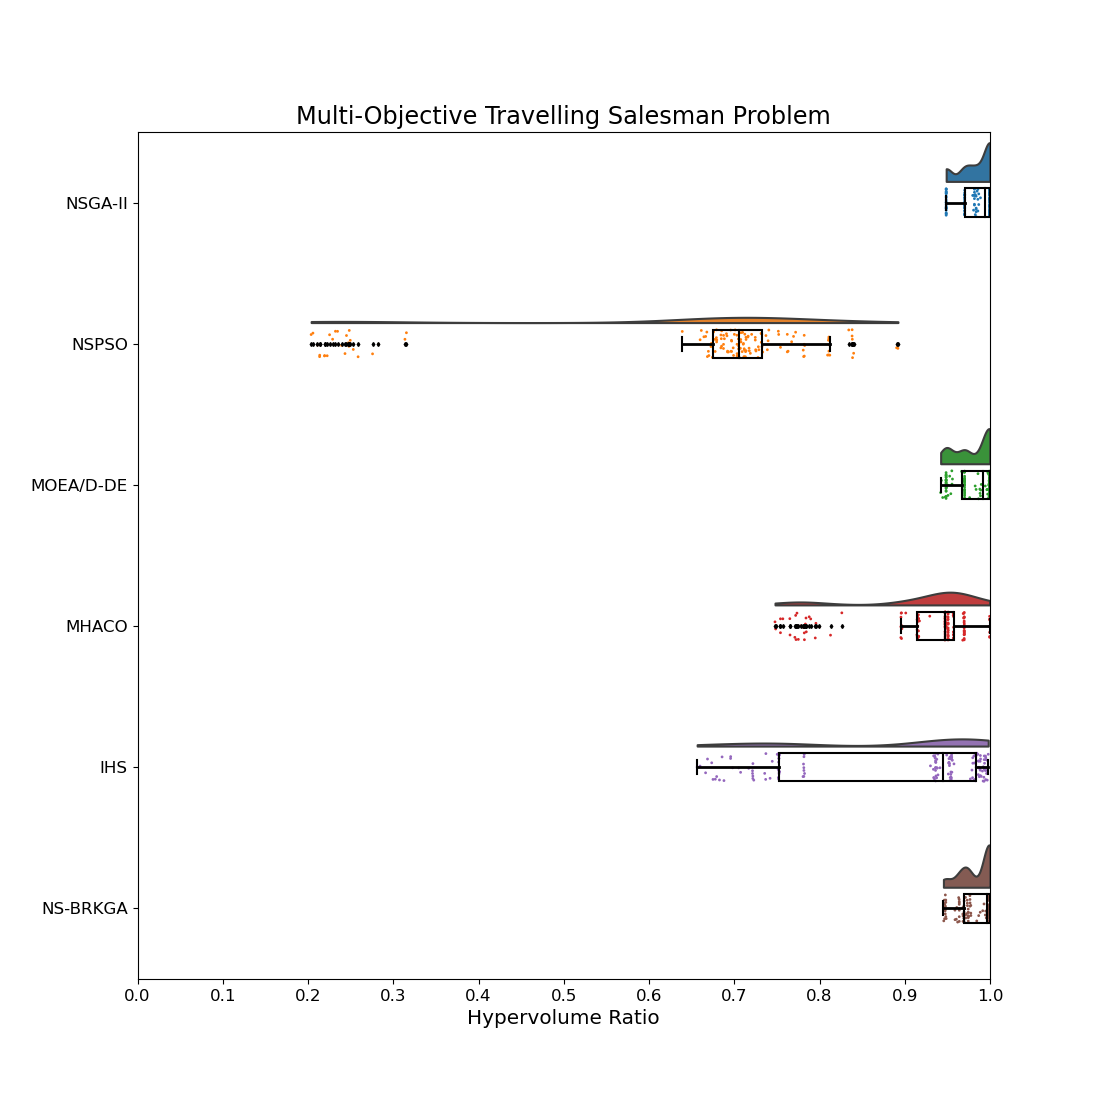 Multi-Objective Travelling Salesman Problem
NSGA-II
NSPSO
MOEA/D-DE
MHACO
IHS
NS-BRKGA
0.0 0.1 0.2 0.3 0.4 0.5 0.6 0.7 0.8 0.9 1.0
Hypervolume Ratio